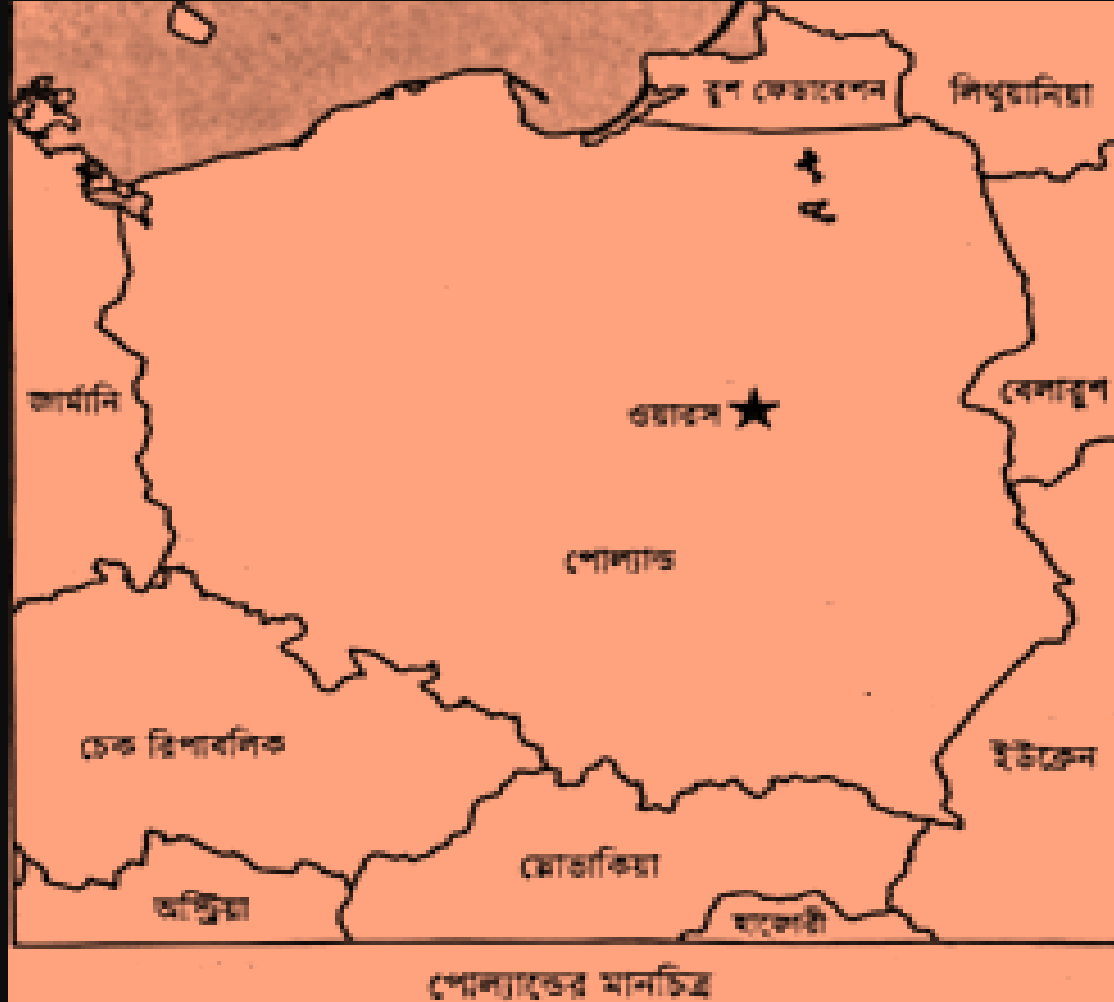 রুশ ফেডারেশন
লিথুয়ানিয়া
জার্মানি
বেলারুশ
ওয়ারস
পোল্যান্ড
চেক রিপাবলিক
ইউক্রেন
স্লোভাকিয়া
অস্ট্রিয়া
হাঙ্গেরী
পোল্যান্ডের মানচিত্র